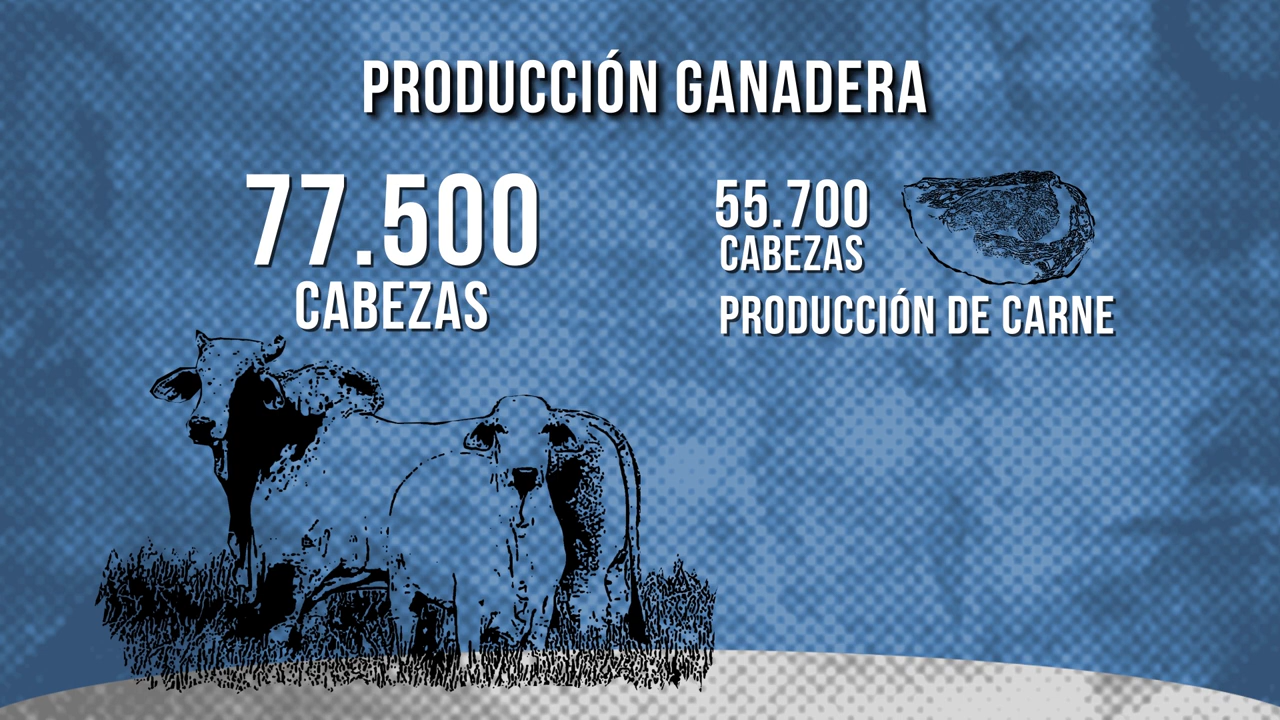 PRODUCCIÓN GANADERA
77.500
CABEZAS
55.700
CABEZAS
PRODUCCIÓN DE CARNE